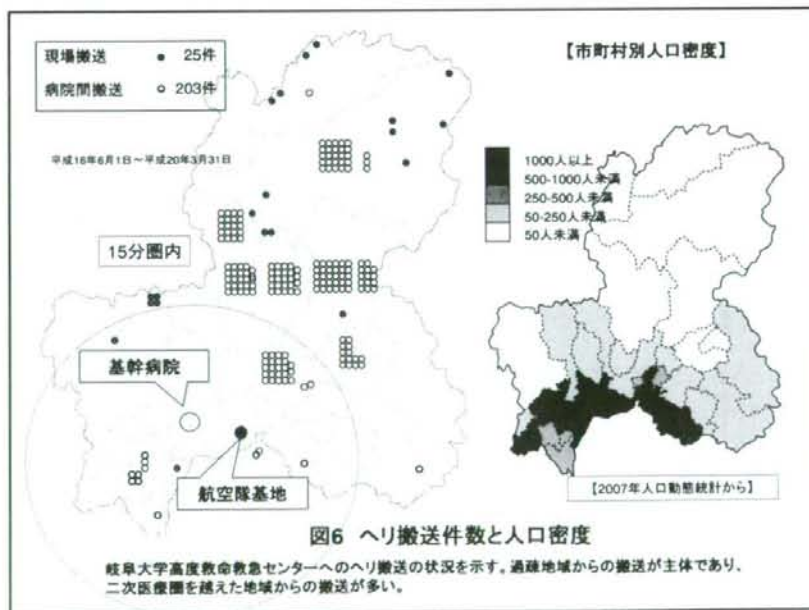 現場搬送 ● 25件
病院間搬送 ○ 203件
平成16年6月1日~平成20年3月31日
【市町村別人口密度】
1000人以上
500-1000人未満
250-500人未満
50-250人未満
50人未満
15分圏内
基幹病院
航空隊基地
【2007年人口動態統計から】
図6 ヘリ搬送件数と人口密度
岐阜大学高度救命救急センターへのヘリ搬送の状況を示す。過疎地域からの搬送が主体であり、
二次医療圏を越えた地域からの搬送が多い。